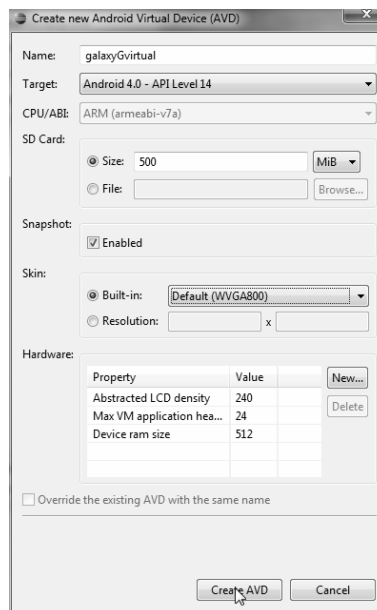 Create new Android Virtual Device (AVD)
Name: galaxyGvirtual
Target: Android 4.0 - API Level 14
CPU/ABI: ARM (armeabi-v7a)
SD Card:
Size: 500 MiB
File: Browse...
Snapshot:
Enabled
Skin:
Built-in: Default (WVGA800)
Resolution: x
Hardware:
Property Value New...
Abstracted LCD density 240 Delete
Max VM application hea... 24
Device ram size 512
Override the existing AVD with the same name
Create AVD Cancel